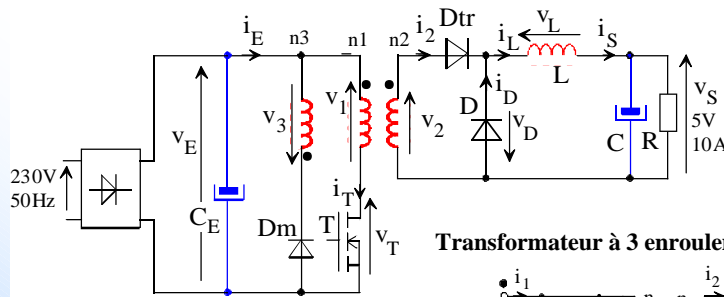 i_E
n3
n1
n2
i_2
Dtr
i_L
v_L
i_S
L
v_E
v_3
v_1
v_2
D
i_D
v_D
C
R
v_S
5V
10A
230V
50Hz
C_E
Dm
i_T
T
v_T
Transformateur à 3 enroule
i_1
i_2